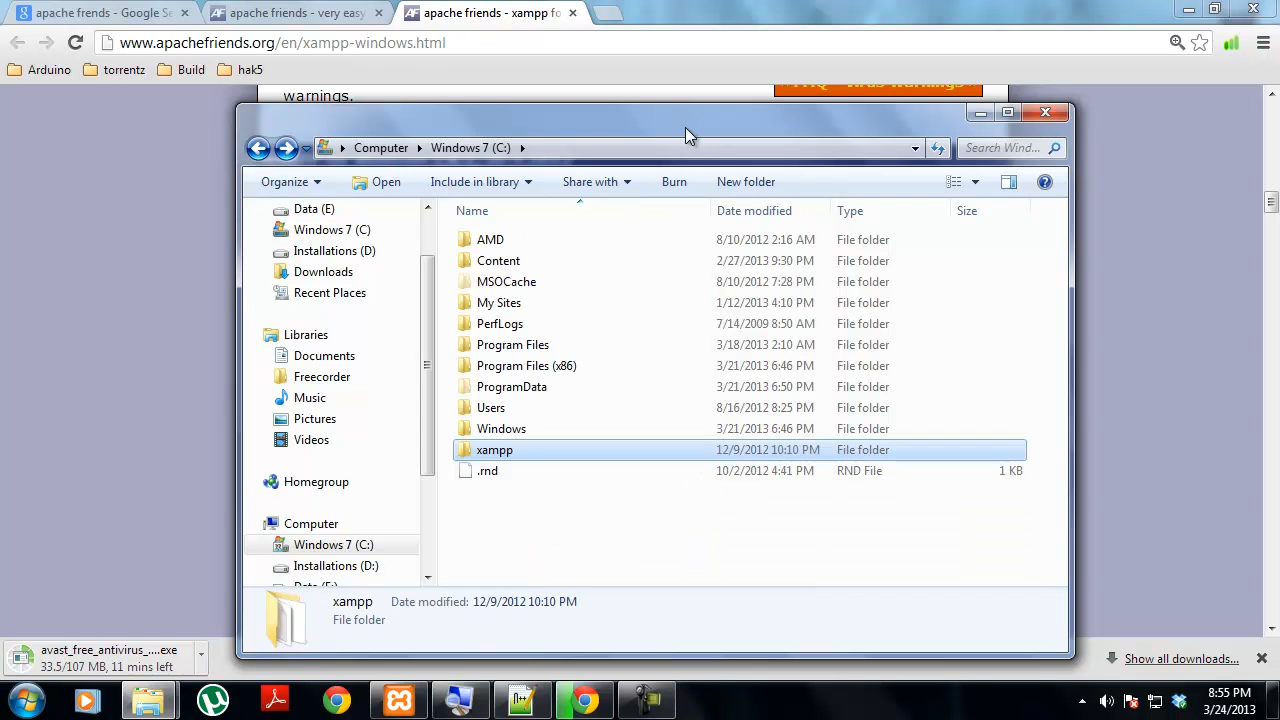 apache frends - Google Se
apache friends - very easy
apache friends - xampp fo
www.apachefriends.org/en/xampp-windows.html
Arduino torrentz Build hak5
warnings.
Computer Windows 7 (C:) Search Wind...
Organize Open Include in library Share with Burn New folder
Name Date modified Type Size
Data (E)
Windows 7 (C)
Installations (D)
Downloads
Recent Places
Libraries
Documents
Freecorder
Music
Pictures
Videos
Homegroup
Computer
Windows 7 (C:)
Installations (D:)
AMD 8/10/2012 2:16 AM File folder
Content 2/27/2013 9:30 PM File folder
MSOCache 8/10/2012 7:28 PM File folder
My Sites 1/12/2013 4:10 PM File folder
PerfLogs 7/14/2009 8:50 AM File folder
Program Files 3/18/2013 2:10 AM File folder
Program Files (x86) 3/21/2013 6:46 PM File folder
ProgramData 3/21/2013 6:50 PM File folder
Users 8/16/2012 8:25 PM File folder
Windows 3/21/2013 6:46 PM File folder
xampp 12/9/2012 10:10 PM File folder
.rnd 10/2/2012 4:41 PM RND File 1 KB
xampp Date modified: 12/9/2012 10:10 PM
File folder
avast_free_antivirus_....exe
33.5/107 MB, 11 mins left
Show all downloads...
8:55 PM
3/24/2013